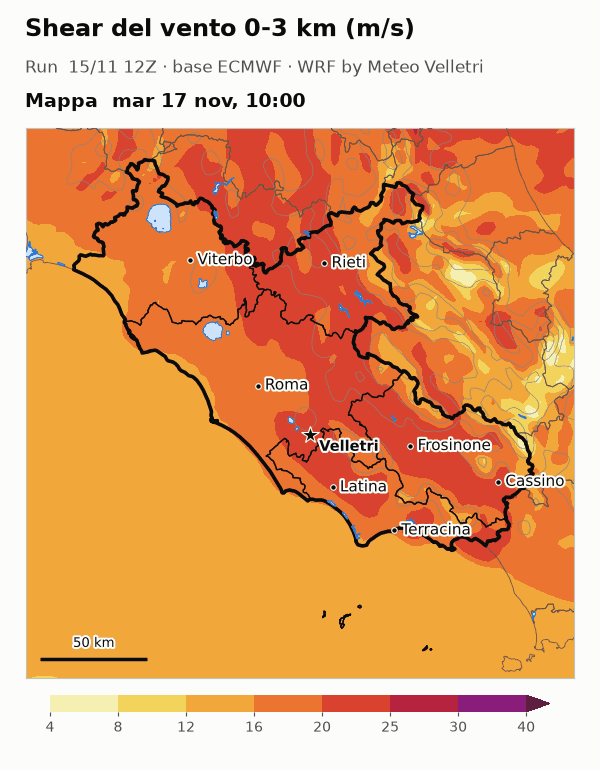 Shear del vento 0-3 km (m/s)
Run 15/11 12Z · base ECMWF · WRF by Meteo Velletri
Mappa mar 17 nov, 10:00
Viterbo
Rieti
Roma
Velletri
Frosinone
Latina
Cassino
Terracina
50 km
4 8 12 16 20 25 30 40